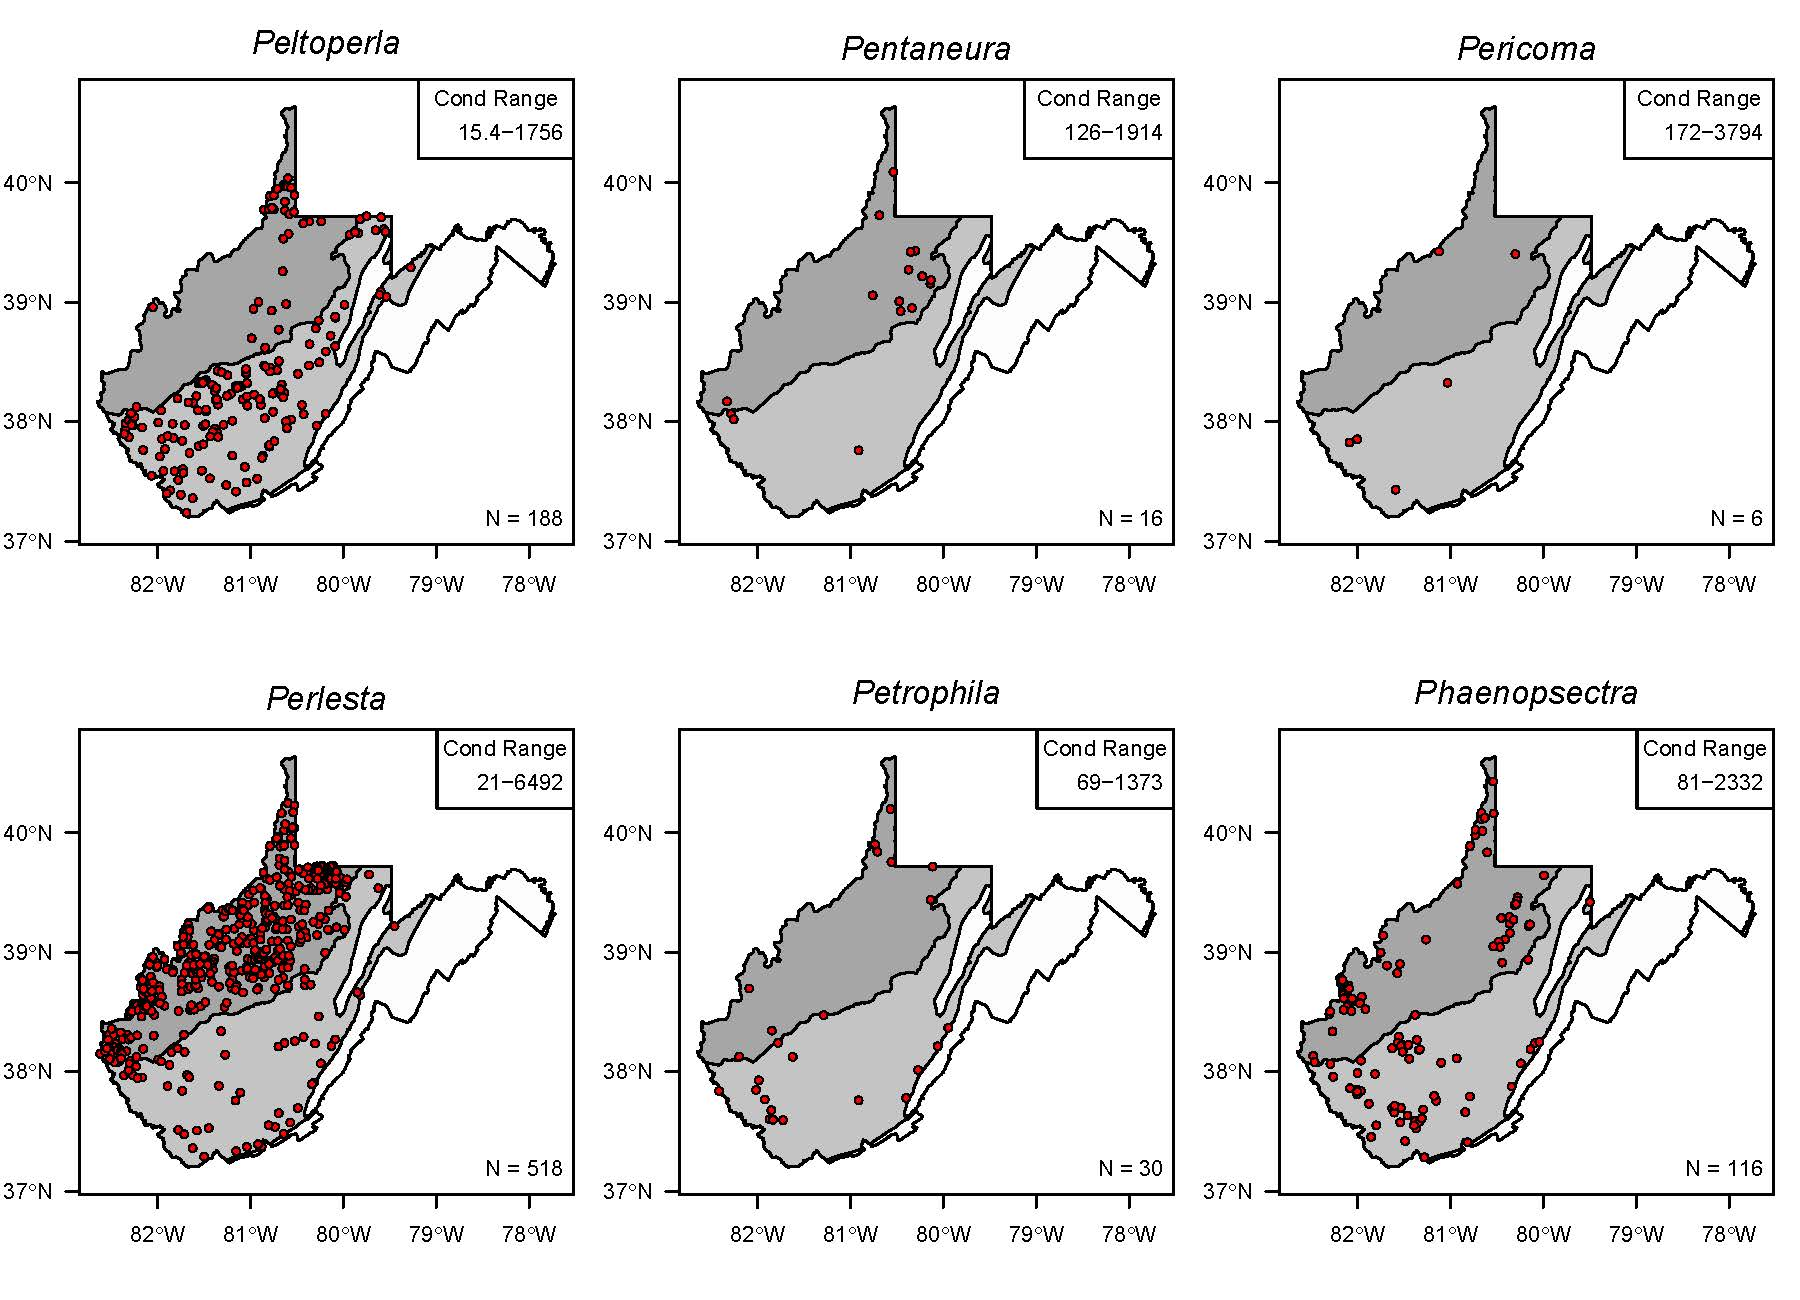 Peltoperla
Pentaneura
Pericoma
Cond Range
15.4−1756
Cond Range
126−1914
Cond Range
172−3794
40°N
39°N
38°N
37°N
N = 188
82°W 81°W 80°W 79°W 78°W
40°N
39°N
38°N
37°N
N = 16
82°W 81°W 80°W 79°W 78°W
40°N
39°N
38°N
37°N
N = 6
82°W 81°W 80°W 79°W 78°W
Perlesta
Petrophila
Phaenopsectra
Cond Range
21−6492
Cond Range
69−1373
Cond Range
81−2332
40°N
39°N
38°N
37°N
N = 518
82°W 81°W 80°W 79°W 78°W
40°N
39°N
38°N
37°N
N = 30
82°W 81°W 80°W 79°W 78°W
40°N
39°N
38°N
37°N
N = 116
82°W 81°W 80°W 79°W 78°W